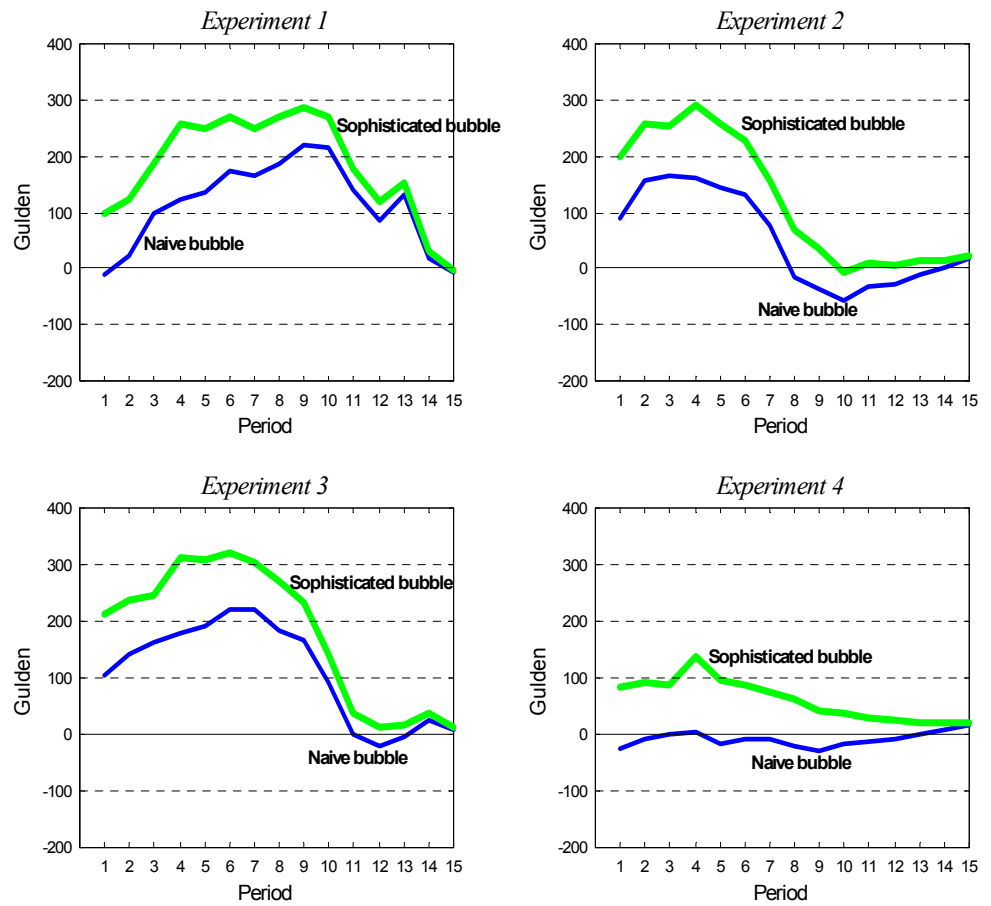 Experiment 1
400
300
200
100
0
-100
-200
Gulden
Sophisticated bubble
Naive bubble
1 2 3 4 5 6 7 8 9 10 11 12 13 14 15
Period
Experiment 2
400
300
200
100
0
-100
-200
Gulden
Sophisticated bubble
Naive bubble
1 2 3 4 5 6 7 8 9 10 11 12 13 14 15
Period
Experiment 3
400
300
200
100
0
-100
-200
Gulden
Sophisticated bubble
Naive bubble
1 2 3 4 5 6 7 8 9 10 11 12 13 14 15
Period
Experiment 4
400
300
200
100
0
-100
-200
Gulden
Sophisticated bubble
Naive bubble
1 2 3 4 5 6 7 8 9 10 11 12 13 14 15
Period